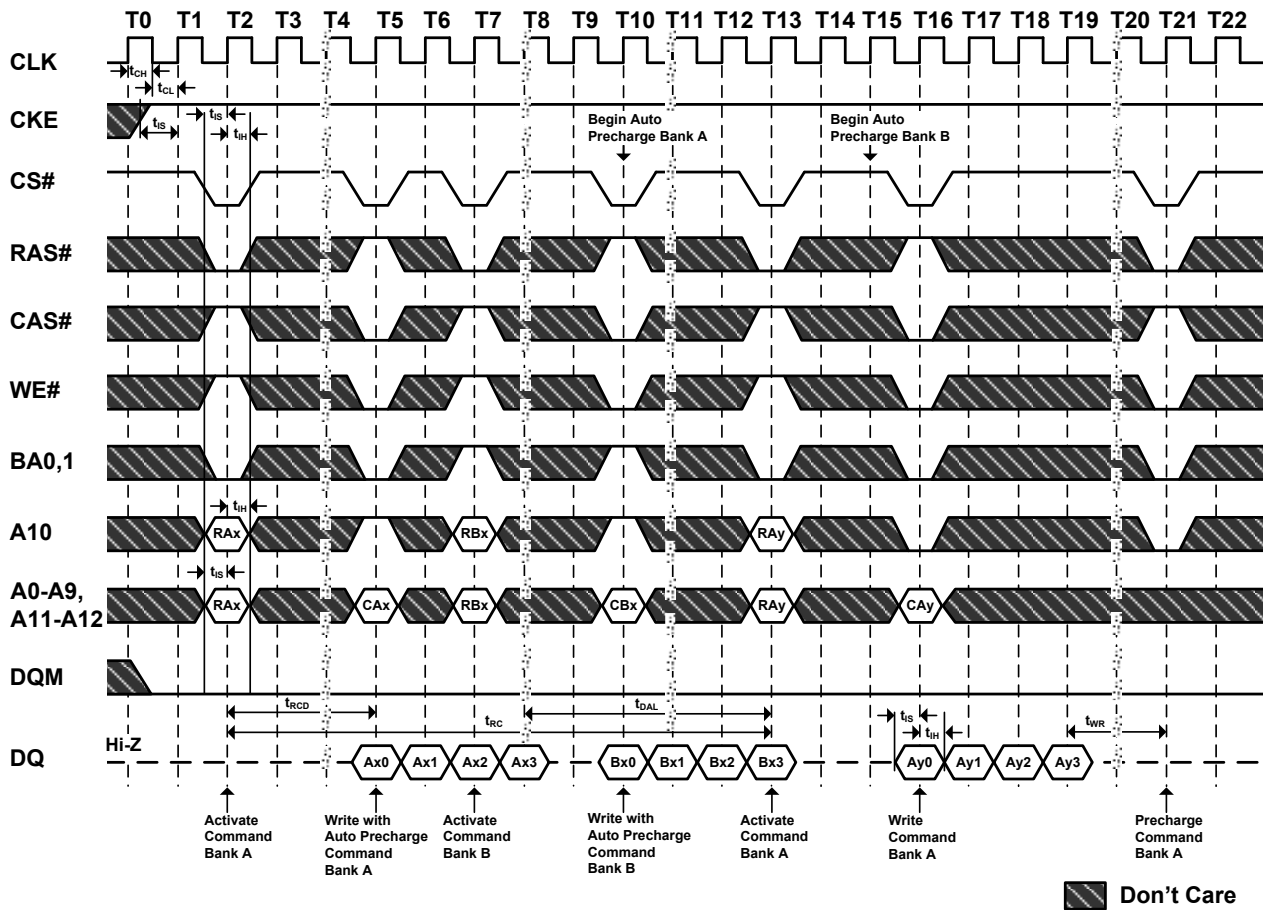 T0 T1 T2 T3 T4 T5 T6 T7 T8 T9 T10 T11 T12 T13 T14 T15 T16 T17 T18 T19 T20 T21 T22
CLK
tCH
tCL
CKE
tIS
tIS
tIH
Begin Auto
Precharge Bank A
Begin Auto
Precharge Bank B
CS#
RAS#
CAS#
WE#
BA0,1
tIH
A10
RAx RBx RAy
tIS
A0-A9,
A11-A12
RAx CAx RBx CBx RAy CAy
DQM
tRCD
tDAL
tRC
tIS
tIH
tWR
Hi-Z
DQ
Ax0 Ax1 Ax2 Ax3 Bx0 Bx1 Bx2 Bx3 Ay0 Ay1 Ay2 Ay3
Activate
Command
Bank A
Write with
Auto Precharge
Command
Bank A
Activate
Command
Bank B
Write with
Auto Precharge
Command
Bank B
Activate
Command
Bank A
Write
Command
Bank A
Precharge
Command
Bank A
Don't Care